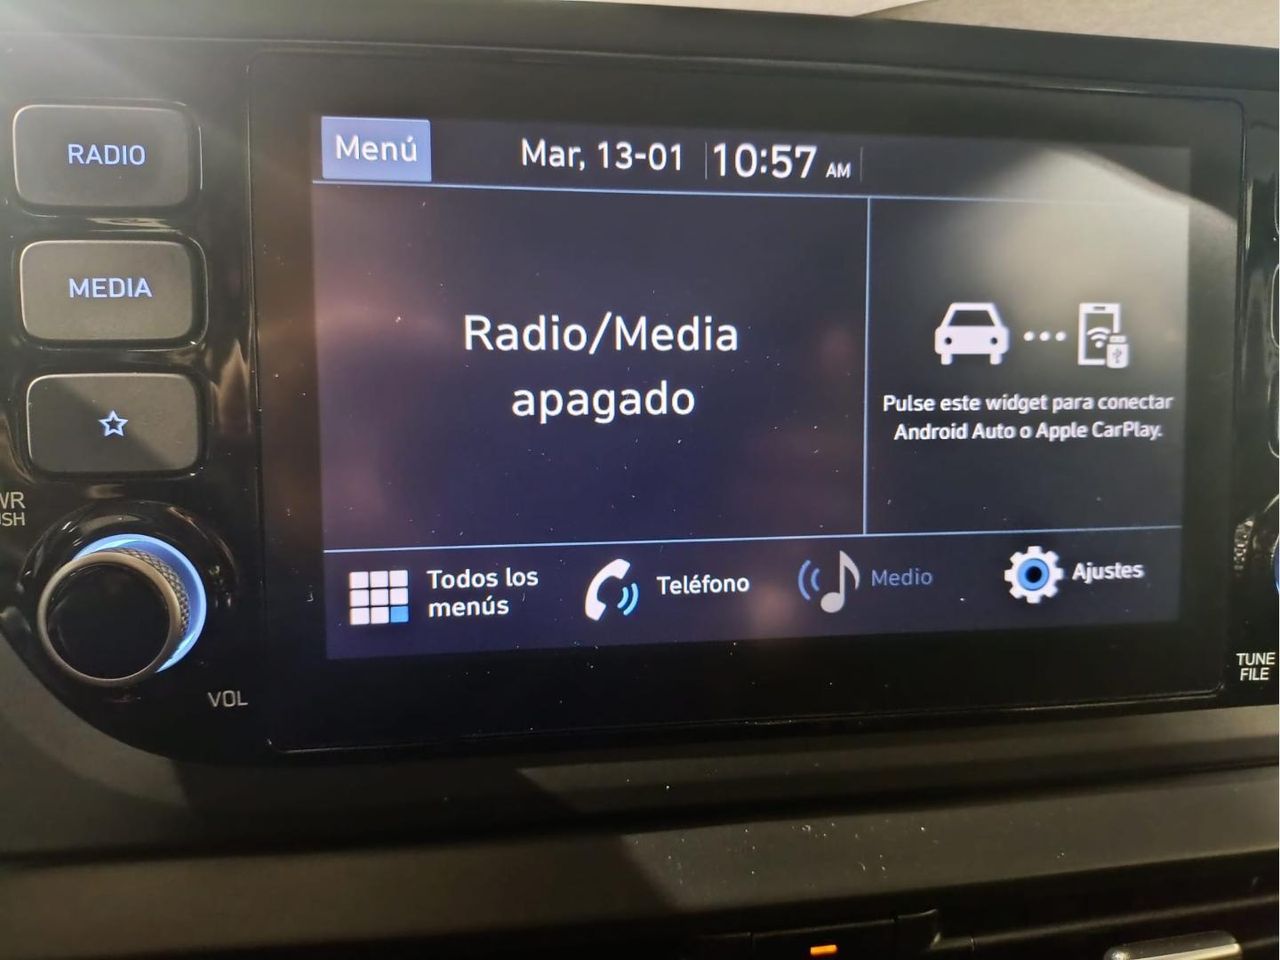 RADIO
MEDIA
VOL
Menú
Mar, 13-01
10:57 AM
Radio/Media
apagado
Pulse este widget para conectar
Android Auto o Apple CarPlay.
Todos los
menús
Teléfono
Medio
Ajustes
TUNE
FILE